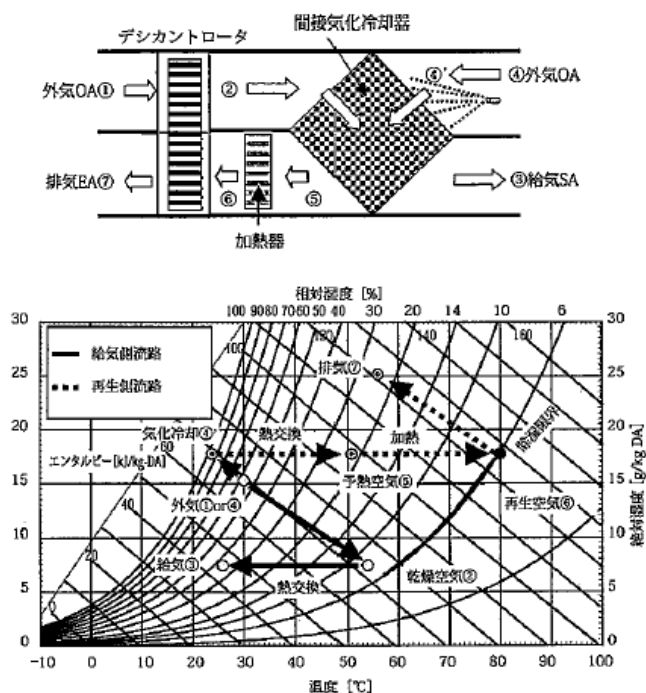 間接気化冷却器
デシカントロータ
外気OA①
②
④'
④外気OA
排気EA⑦
⑥
⑤
③給気SA
加熱器
相対湿度 [%]
100 90 80 70 60 50 40 30 20 14 10 6
給気側流路
再生側流路
100
120
140
160
排気⑦
除湿限界
気化冷却④'
熱交換
加熱
エンタルピー[kJ/kg-DA]
60
予熱空気⑤
外気(①or④)
再生空気⑥
40
給気③
20
熱交換
乾燥空気②
0
30
25
20
15
10
5
0
30
25
20
15
10
5
0
絶対湿度 [g/kg DA]
-10 0 10 20 30 40 50 60 70 80 90 100
温度 [℃]